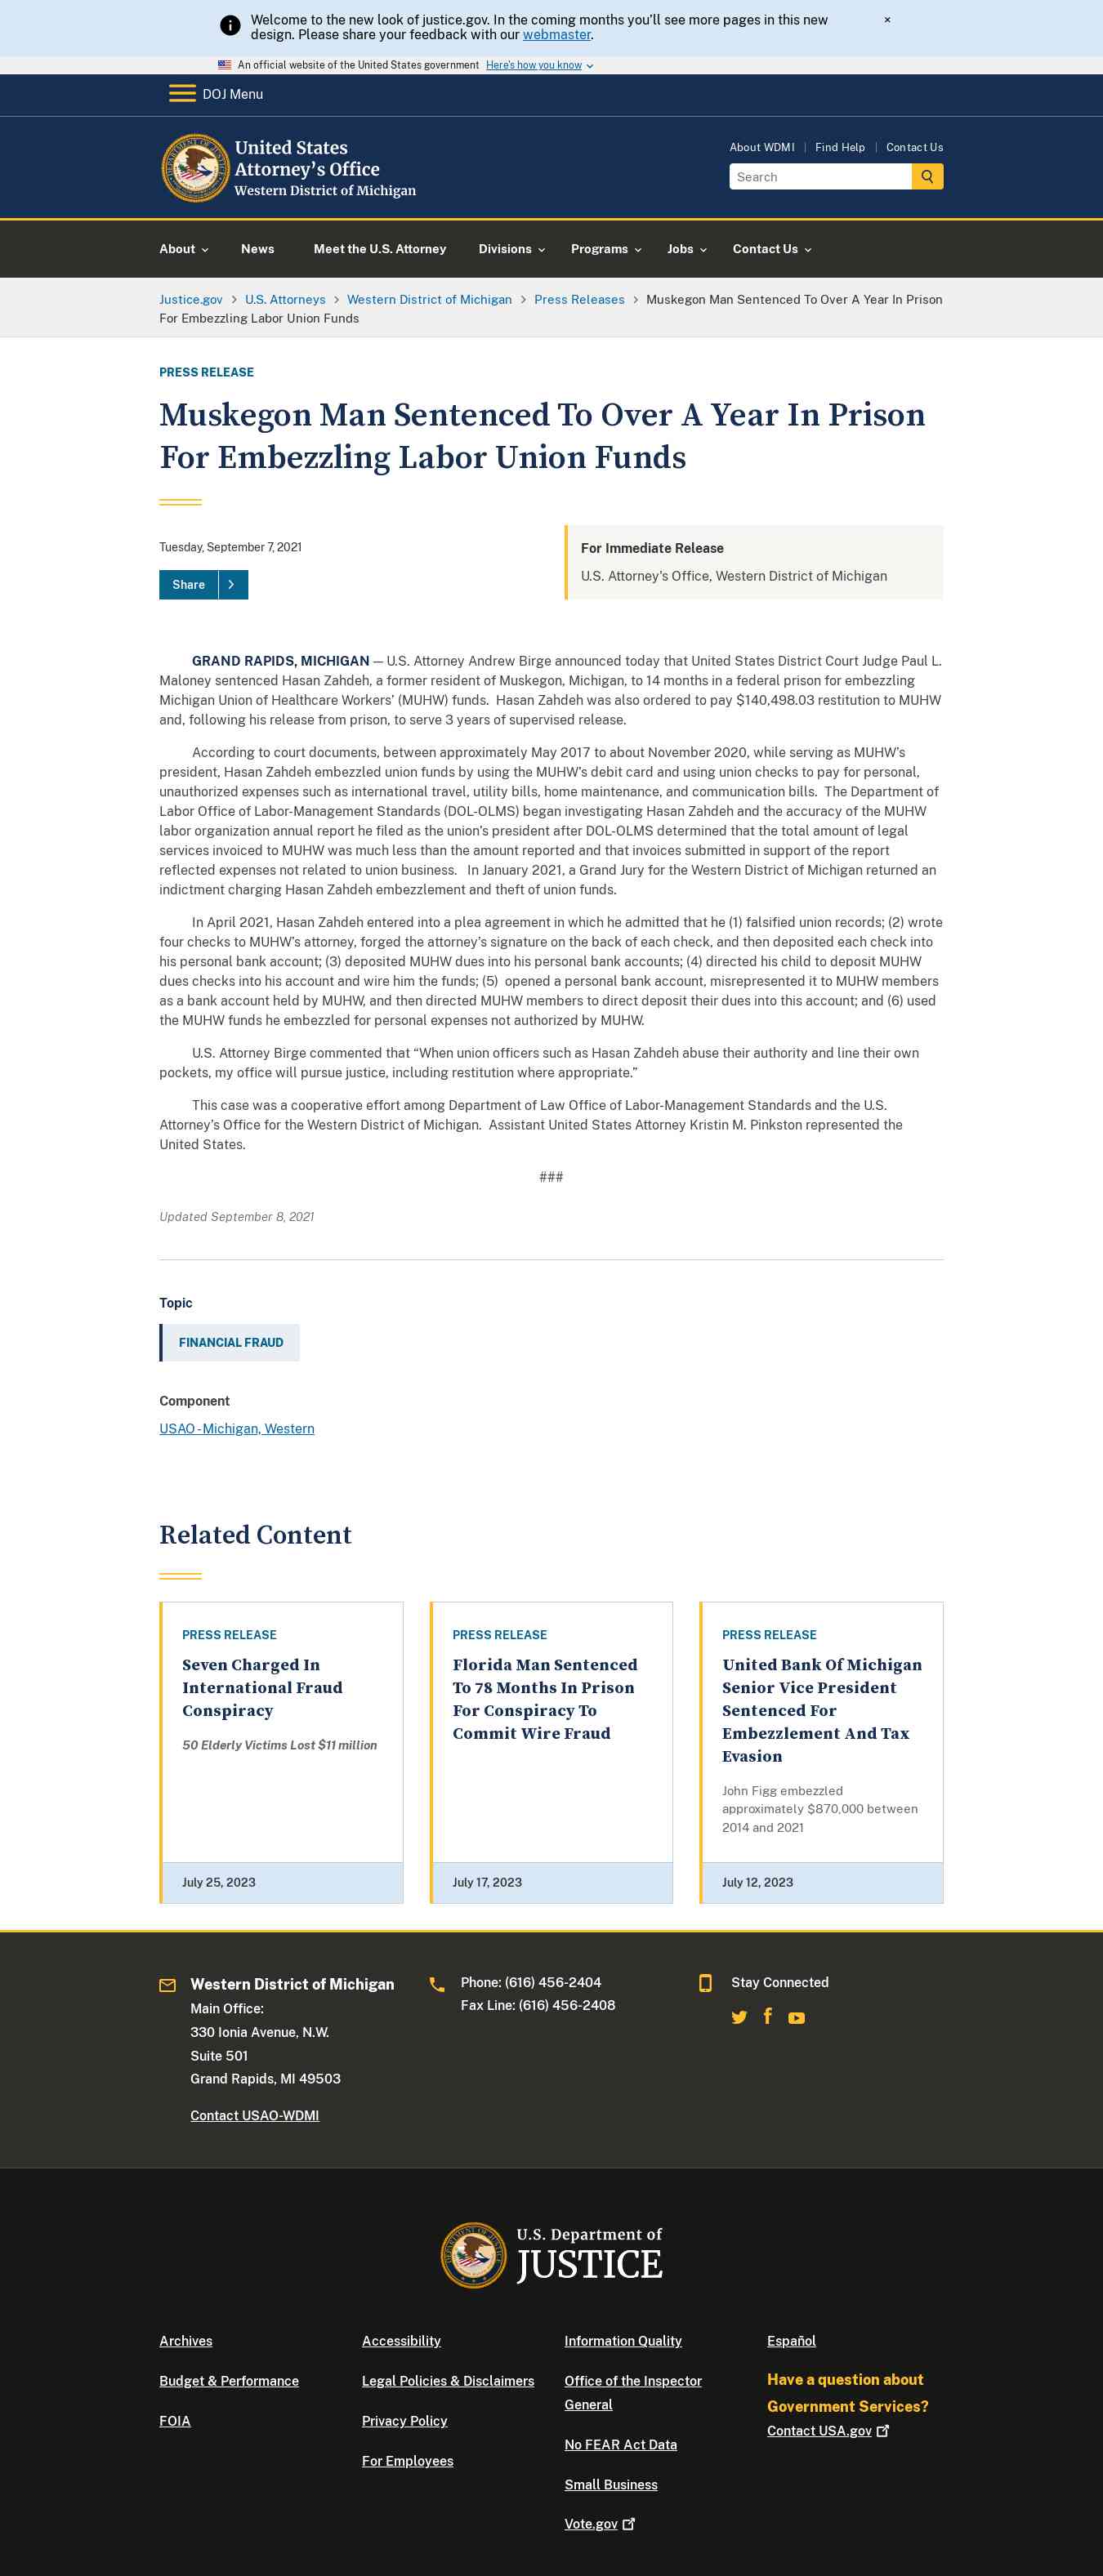 Welcome to the new look of justice.gov. In the coming months you'll see more pages in this new
design. Please share your feedback with our webmaster.
×
An official website of the United States government Here's how you know
DOJ Menu
United States
Attorney's Office
Western District of Michigan
About WDMI | Find Help | Contact Us
Search
About News Meet the U.S. Attorney Divisions Programs Jobs Contact Us
Justice.gov > U.S. Attorneys > Western District of Michigan > Press Releases > Muskegon Man Sentenced To Over A Year In Prison
For Embezzling Labor Union Funds
PRESS RELEASE
Muskegon Man Sentenced To Over A Year In Prison
For Embezzling Labor Union Funds
Tuesday, September 7, 2021
Share >
For Immediate Release
U.S. Attorney's Office, Western District of Michigan
GRAND RAPIDS, MICHIGAN — U.S. Attorney Andrew Birge announced today that United States District Court Judge Paul L.
Maloney sentenced Hasan Zahdeh, a former resident of Muskegon, Michigan, to 14 months in a federal prison for embezzling
Michigan Union of Healthcare Workers' (MUHW) funds.  Hasan Zahdeh was also ordered to pay $140,498.03 restitution to MUHW
and, following his release from prison, to serve 3 years of supervised release.
According to court documents, between approximately May 2017 to about November 2020, while serving as MUHW's
president, Hasan Zahdeh embezzled union funds by using the MUHW's debit card and using union checks to pay for personal,
unauthorized expenses such as international travel, utility bills, home maintenance, and communication bills.  The Department of
Labor Office of Labor-Management Standards (DOL-OLMS) began investigating Hasan Zahdeh and the accuracy of the MUHW
labor organization annual report he filed as the union's president after DOL-OLMS determined that the total amount of legal
services invoiced to MUHW was much less than the amount reported and that invoices submitted in support of the report
reflected expenses not related to union business.   In January 2021, a Grand Jury for the Western District of Michigan returned an
indictment charging Hasan Zahdeh embezzlement and theft of union funds.
In April 2021, Hasan Zahdeh entered into a plea agreement in which he admitted that he (1) falsified union records; (2) wrote
four checks to MUHW's attorney, forged the attorney's signature on the back of each check, and then deposited each check into
his personal bank account; (3) deposited MUHW dues into his personal bank accounts; (4) directed his child to deposit MUHW
dues checks into his account and wire him the funds; (5)  opened a personal bank account, misrepresented it to MUHW members
as a bank account held by MUHW, and then directed MUHW members to direct deposit their dues into this account; and (6) used
the MUHW funds he embezzled for personal expenses not authorized by MUHW.
U.S. Attorney Birge commented that “When union officers such as Hasan Zahdeh abuse their authority and line their own
pockets, my office will pursue justice, including restitution where appropriate.”
This case was a cooperative effort among Department of Law Office of Labor-Management Standards and the U.S.
Attorney's Office for the Western District of Michigan.  Assistant United States Attorney Kristin M. Pinkston represented the
United States.
###
Updated September 8, 2021
Topic
FINANCIAL FRAUD
Component
USAO - Michigan, Western
Related Content
PRESS RELEASE
Seven Charged In
International Fraud
Conspiracy
50 Elderly Victims Lost $11 million
July 25, 2023
PRESS RELEASE
Florida Man Sentenced
To 78 Months In Prison
For Conspiracy To
Commit Wire Fraud
July 17, 2023
PRESS RELEASE
United Bank Of Michigan
Senior Vice President
Sentenced For
Embezzlement And Tax
Evasion
John Figg embezzled
approximately $870,000 between
2014 and 2021
July 12, 2023
Western District of Michigan
Main Office:
330 Ionia Avenue, N.W.
Suite 501
Grand Rapids, MI 49503
Contact USAO-WDMI
Phone: (616) 456-2404
Fax Line: (616) 456-2408
Stay Connected
U.S. Department of
JUSTICE
Archives
Budget & Performance
FOIA
Accessibility
Legal Policies & Disclaimers
Privacy Policy
For Employees
Information Quality
Office of the Inspector
General
No FEAR Act Data
Small Business
Vote.gov
Español
Have a question about
Government Services?
Contact USA.gov